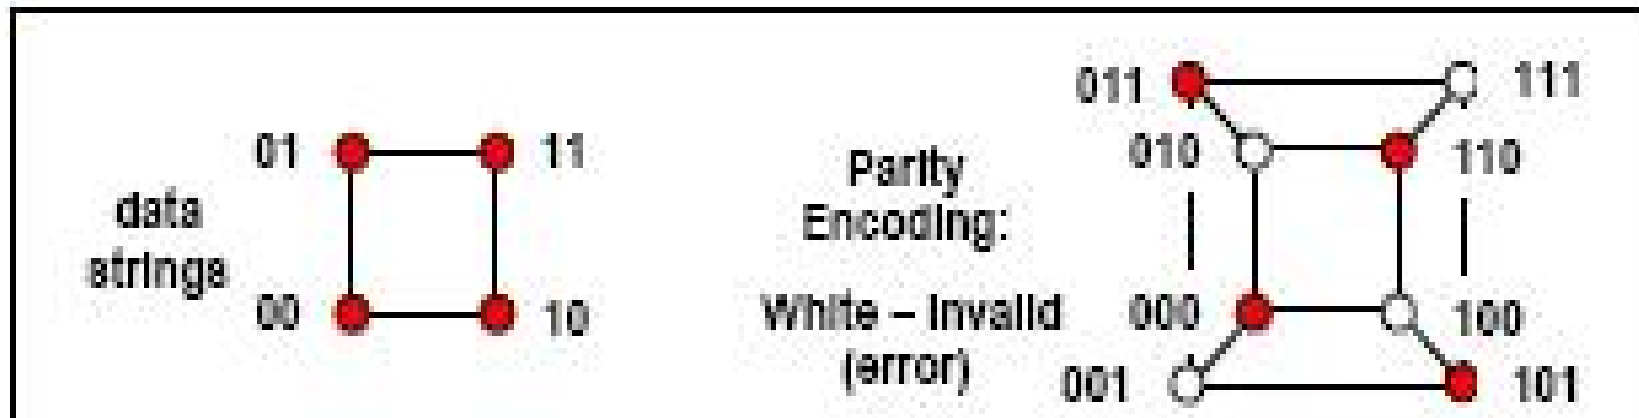 data
strings
01
11
00
10
Parity
Encoding:
White – Invalid
(error)
011
111
010
110
000
100
001
101